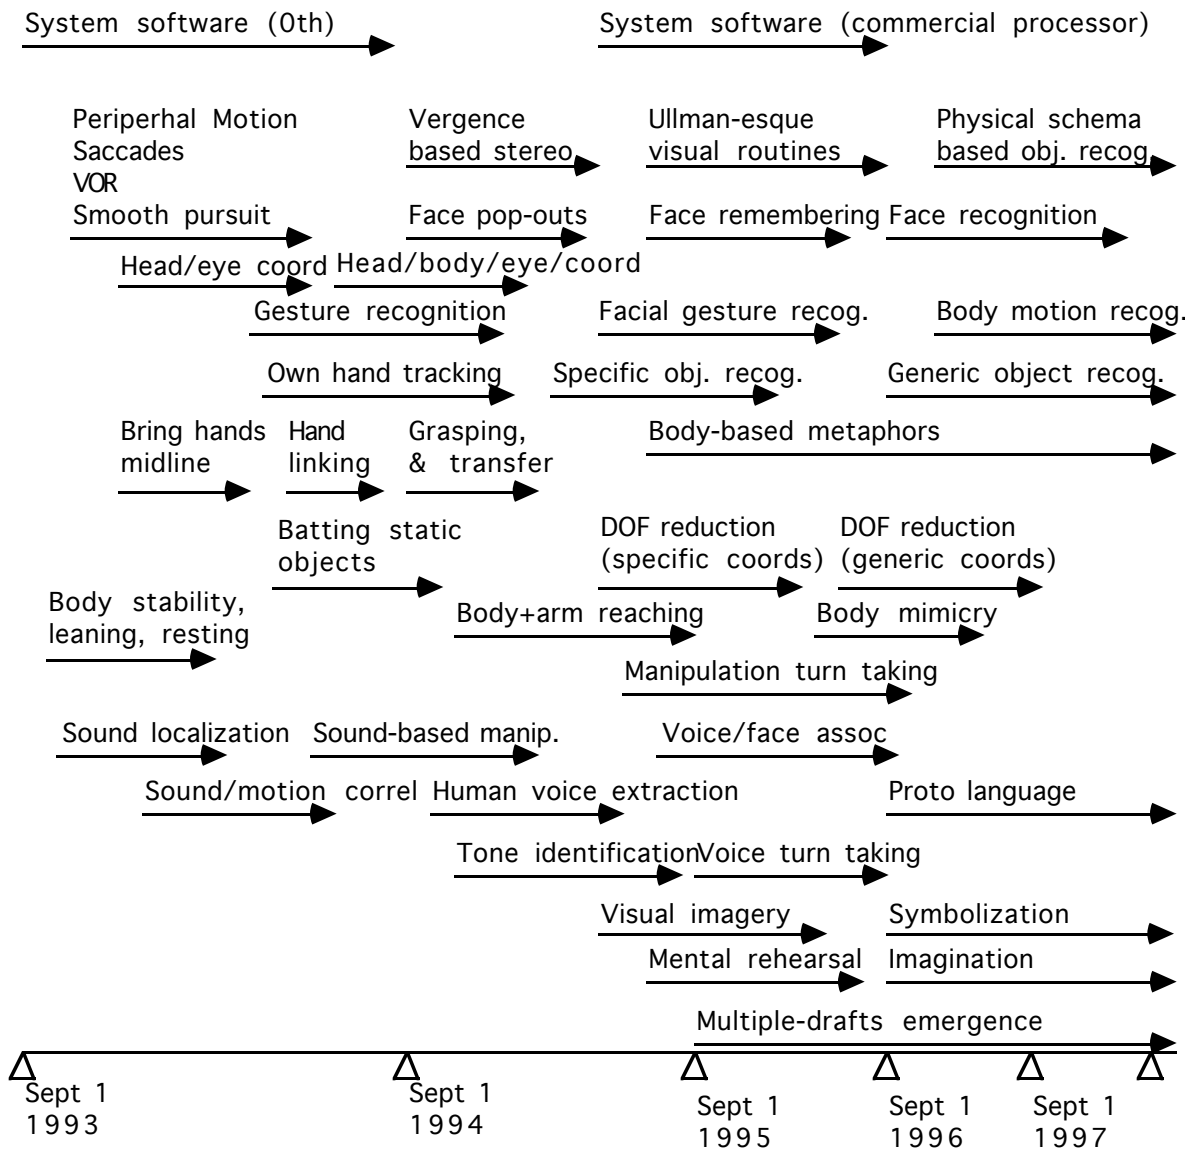 System software (0th)
System software (commercial processor)
Periperhal Motion
Saccades
VOR
Smooth pursuit
Vergence
based stereo
Ullman-esque
visual routines
Physical schema
based obj. recog.
Face pop-outs
Face remembering
Face recognition
Head/eye coord
Head/body/eye/coord
Gesture recognition
Facial gesture recog.
Body motion recog.
Own hand tracking
Specific obj. recog.
Generic object recog.
Bring hands
midline
Hand
linking
Grasping,
& transfer
Body-based metaphors
Batting static
objects
DOF reduction
(specific coords)
DOF reduction
(generic coords)
Body stability,
leaning, resting
Body+arm reaching
Body mimicry
Manipulation turn taking
Sound localization
Sound-based manip.
Voice/face assoc
Sound/motion correl
Human voice extraction
Proto language
Tone identification
Voice turn taking
Visual imagery
Symbolization
Mental rehearsal
Imagination
Multiple-drafts emergence
Sept 1
1993
Sept 1
1994
Sept 1
1995
Sept 1
1996
Sept 1
1997